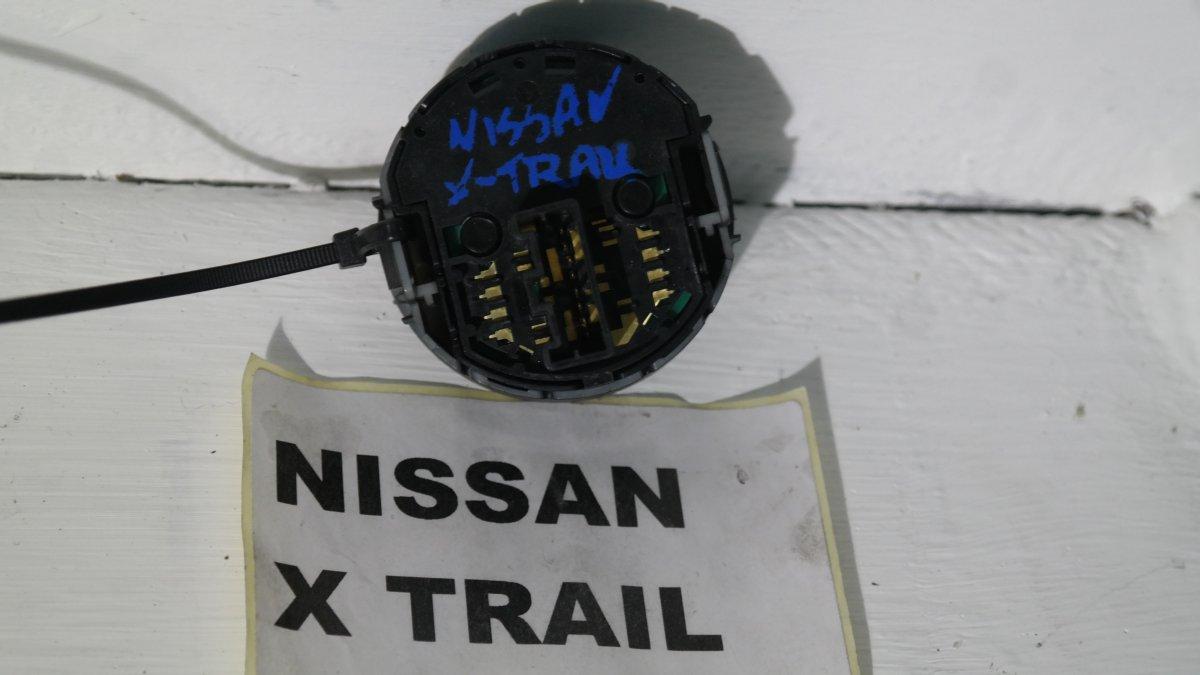 NISSAN
X-TRAIL
NISSAN
X TRAIL